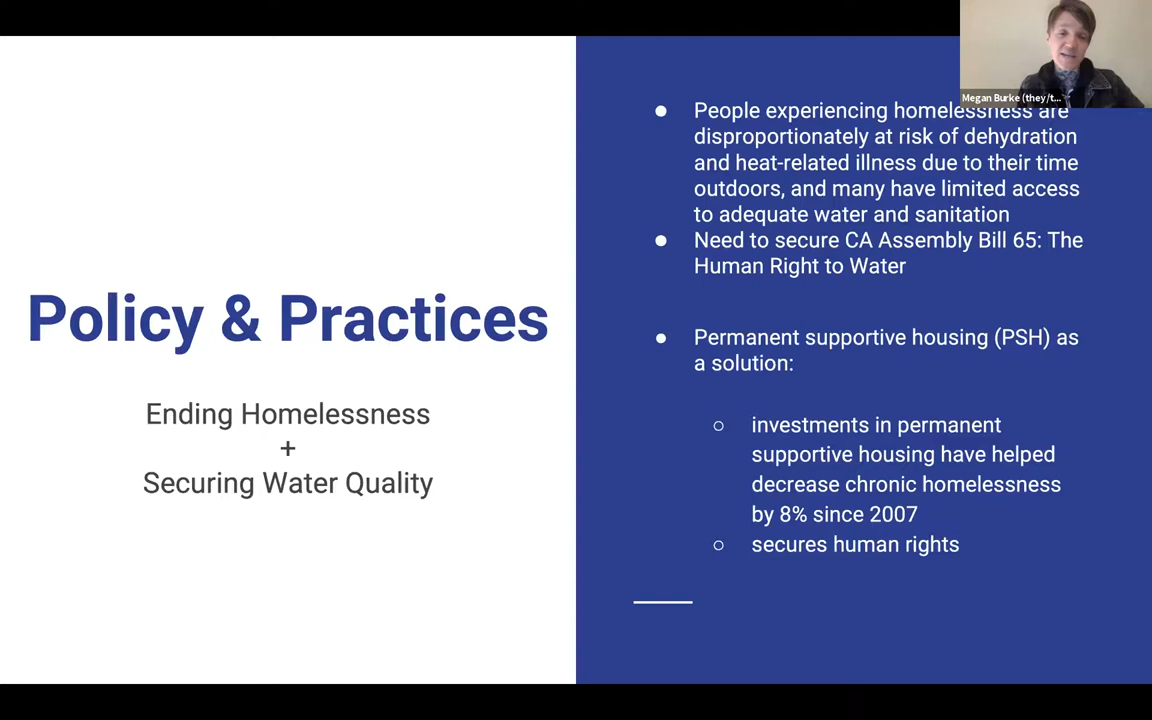 Megan Burke (they/t...
People experiencing homelessness are
disproportionately at risk of dehydration
and heat-related illness due to their time
outdoors, and many have limited access
to adequate water and sanitation
Need to secure CA Assembly Bill 65: The
Human Right to Water
Policy & Practices
Ending Homelessness
+
Securing Water Quality
Permanent supportive housing (PSH) as
a solution:
investments in permanent
supportive housing have helped
decrease chronic homelessness
by 8% since 2007
secures human rights